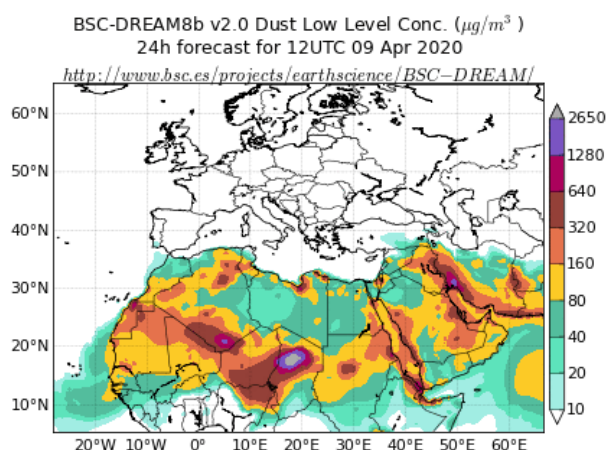 BSC-DREAM8b v2.0 Dust Low Level Conc. (μg/m³ )
24h forecast for 12UTC 09 Apr 2020
http://www.bsc.es/projects/earthscience/BSC−DREAM/
60°N
50°N
40°N
30°N
20°N
10°N
20°W 10°W 0° 10°E 20°E 30°E 40°E 50°E 60°E
2650
1280
640
320
160
80
40
20
10